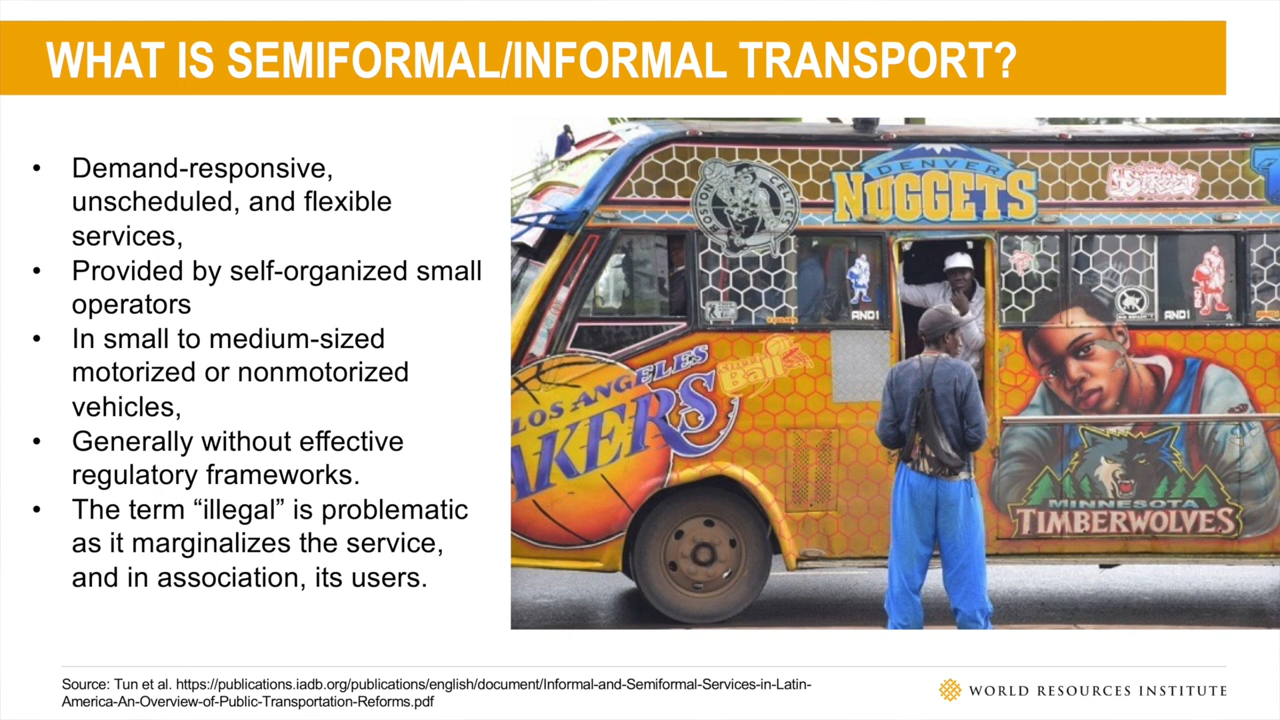 WHAT IS SEMIFORMAL/INFORMAL TRANSPORT?
• Demand-responsive,
unscheduled, and flexible
services,
• Provided by self-organized small
operators
• In small to medium-sized
motorized or nonmotorized
vehicles,
• Generally without effective
regulatory frameworks.
• The term “illegal” is problematic
as it marginalizes the service,
and in association, its users.
BOSTON CELTICS
DENVER
NUGGETS
STREET
AND1
AND1
AND1
LOS ANGELES
AKERS
Ball
MINNESOTA
TIMBERWOLVES
Source: Tun et al. https://publications.iadb.org/publications/english/document/Informal-and-Semiformal-Services-in-Latin-
America-An-Overview-of-Public-Transportation-Reforms.pdf
WORLD RESOURCES INSTITUTE